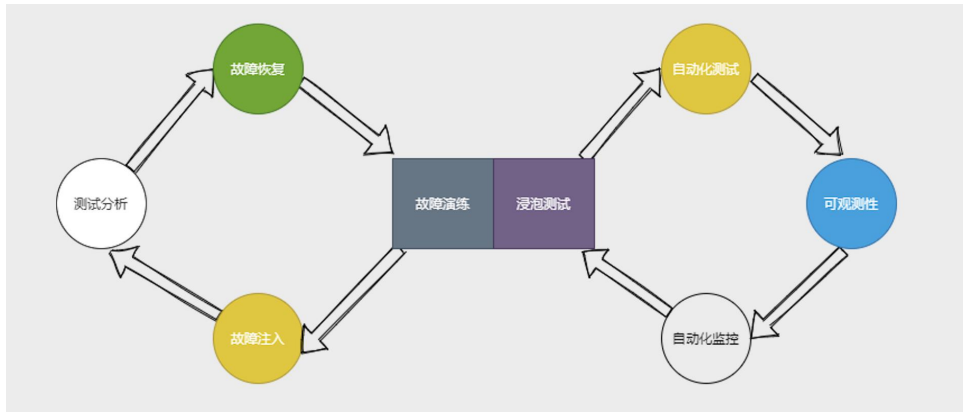 故障恢复
自动化测试
测试分析
故障演练
浸泡测试
可观测性
故障注入
自动化监控